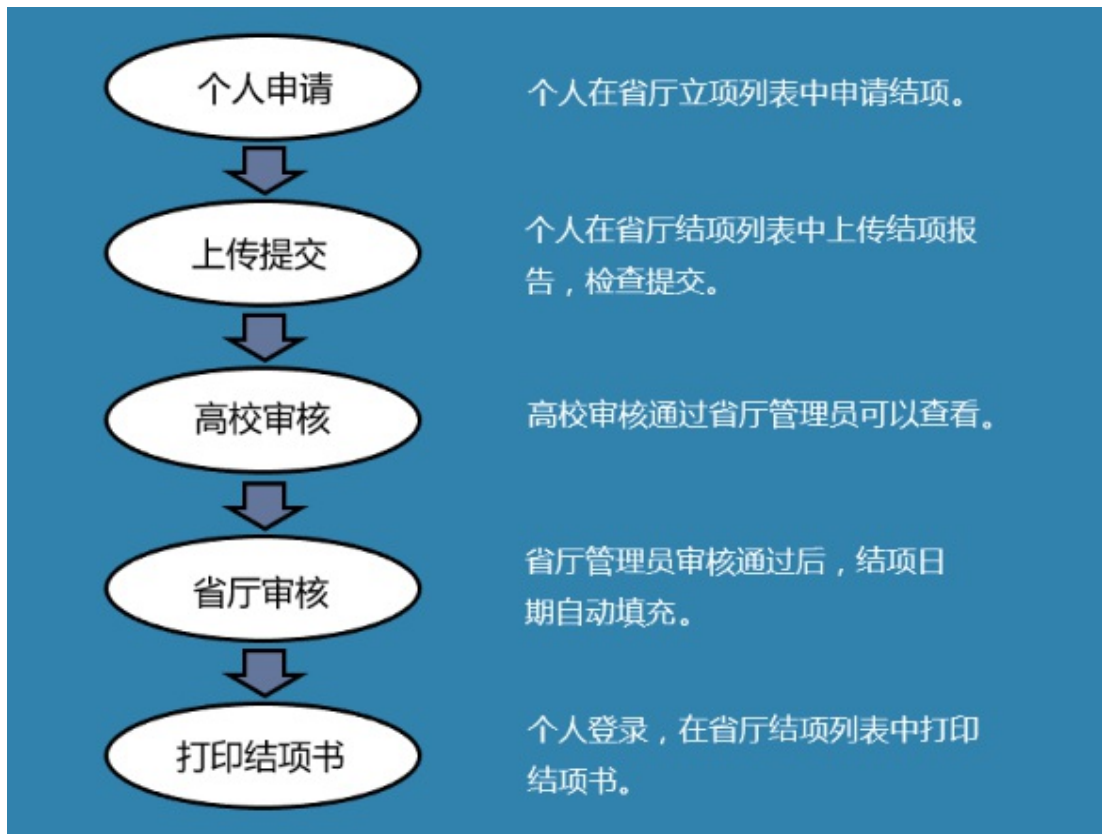 个人申请
个人在省厅立项列表中申请结项。
上传提交
个人在省厅结项列表中上传结项报
告，检查提交。
高校审核
高校审核通过省厅管理员可以查看。
省厅审核
省厅管理员审核通过后，结项日
期自动填充。
打印结项书
个人登录，在省厅结项列表中打印
结项书。